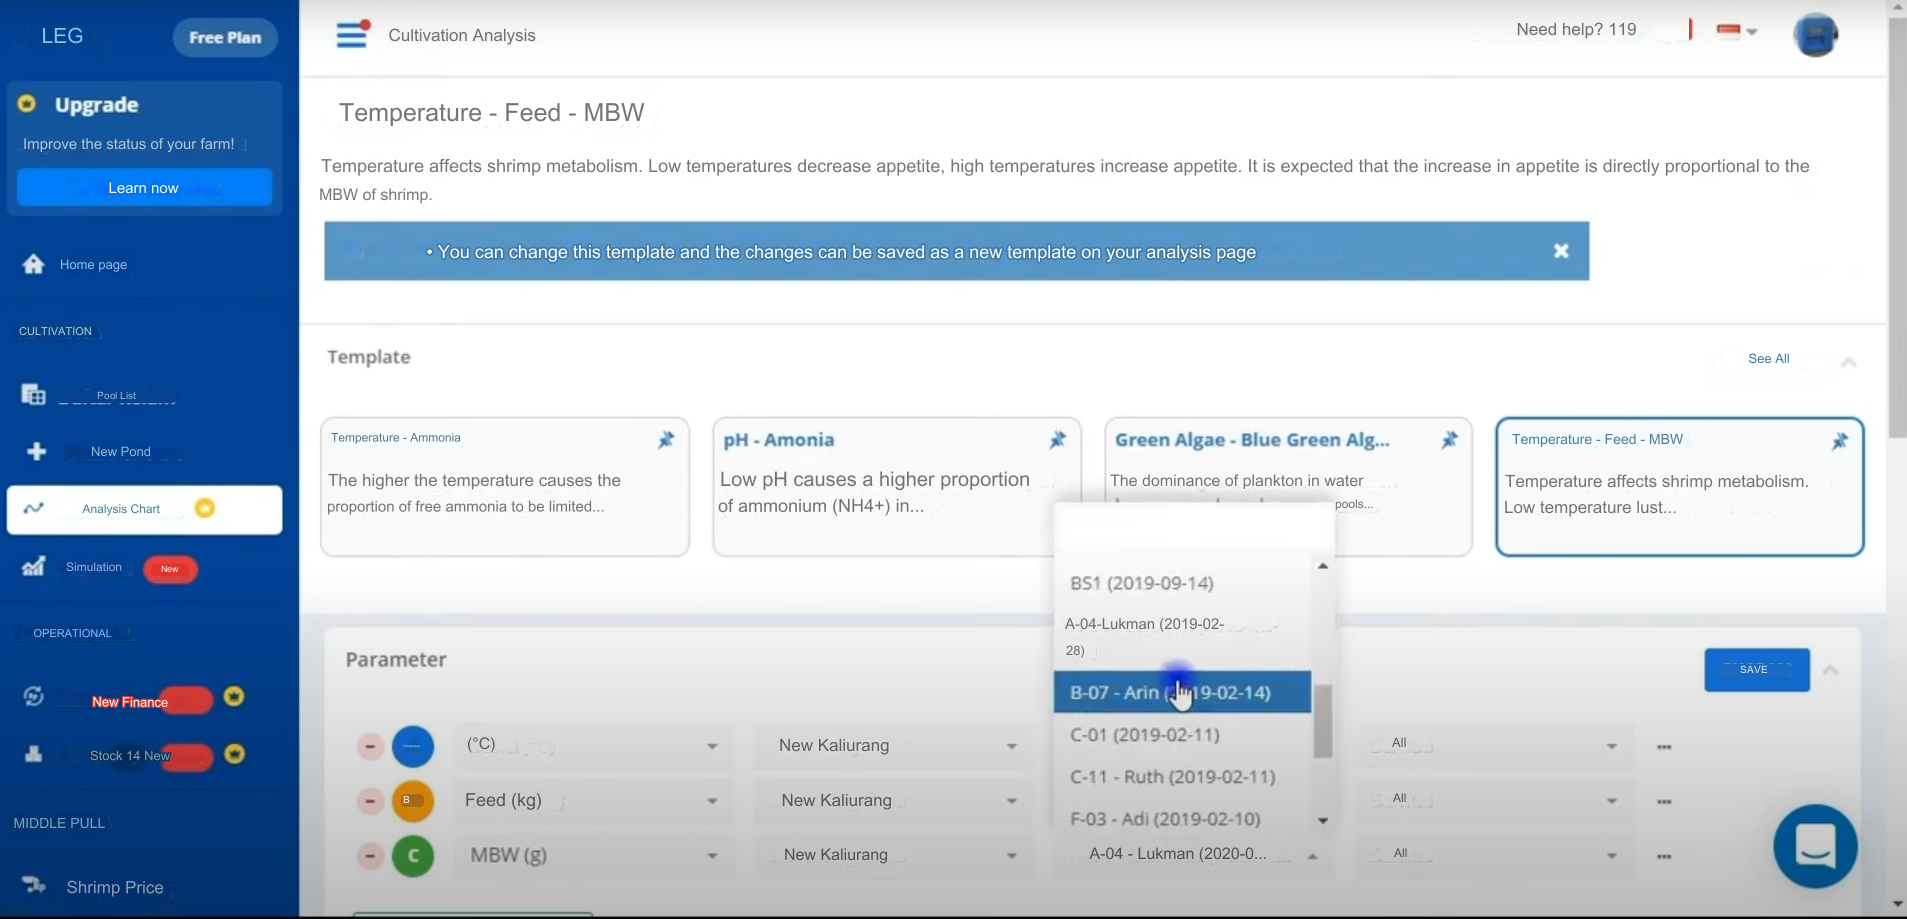 LEG
Free Plan
Cultivation Analysis
Need help? 119
Upgrade
Improve the status of your farm!
Learn now
Temperature - Feed - MBW
Temperature affects shrimp metabolism. Low temperatures decrease appetite, high temperatures increase appetite. It is expected that the increase in appetite is directly proportional to the
MBW of shrimp.
• You can change this template and the changes can be saved as a new template on your analysis page
Home page
CULTIVATION
Pool List
New Pond
Analysis Chart
Simulation
New
OPERATIONAL
New Finance
Stock 14 New
MIDDLE PULL
Shrimp Price
Template
See All
Temperature - Ammonia
The higher the temperature causes the
proportion of free ammonia to be limited...
pH - Amonia
Low pH causes a higher proportion
of ammonium (NH4+) in...
Green Algae - Blue Green Alg...
The dominance of plankton in water
pools...
Temperature - Feed - MBW
Temperature affects shrimp metabolism.
Low temperature lust...
Parameter
SAVE
BS1 (2019-09-14)
A-04-Lukman (2019-02-
28)
B-07 - Arin (2019-02-14)
C-01 (2019-02-11)
C-11 - Ruth (2019-02-11)
F-03 - Adi (2019-02-10)
(°C)
New Kaliurang
All
B
Feed (kg)
New Kaliurang
All
C
MBW (g)
New Kaliurang
A-04 - Lukman (2020-0...
All